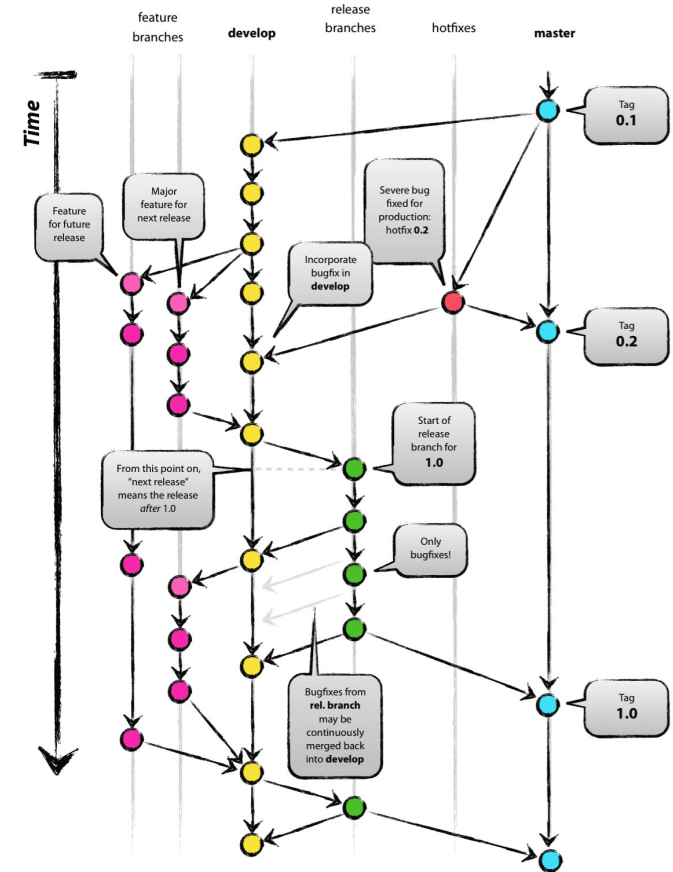 feature
branches
develop
release
branches
hotfixes
master
Time
Tag
0.1
Major
feature for
next release
Severe bug
fixed for
production:
hotfix 0.2
Feature
for future
release
Incorporate
bugfix in
develop
Tag
0.2
Start of
release
branch for
1.0
From this point on,
“next release”
means the release
after 1.0
Only
bugfixes!
Bugfixes from
rel. branch
may be
continuously
merged back
into develop
Tag
1.0